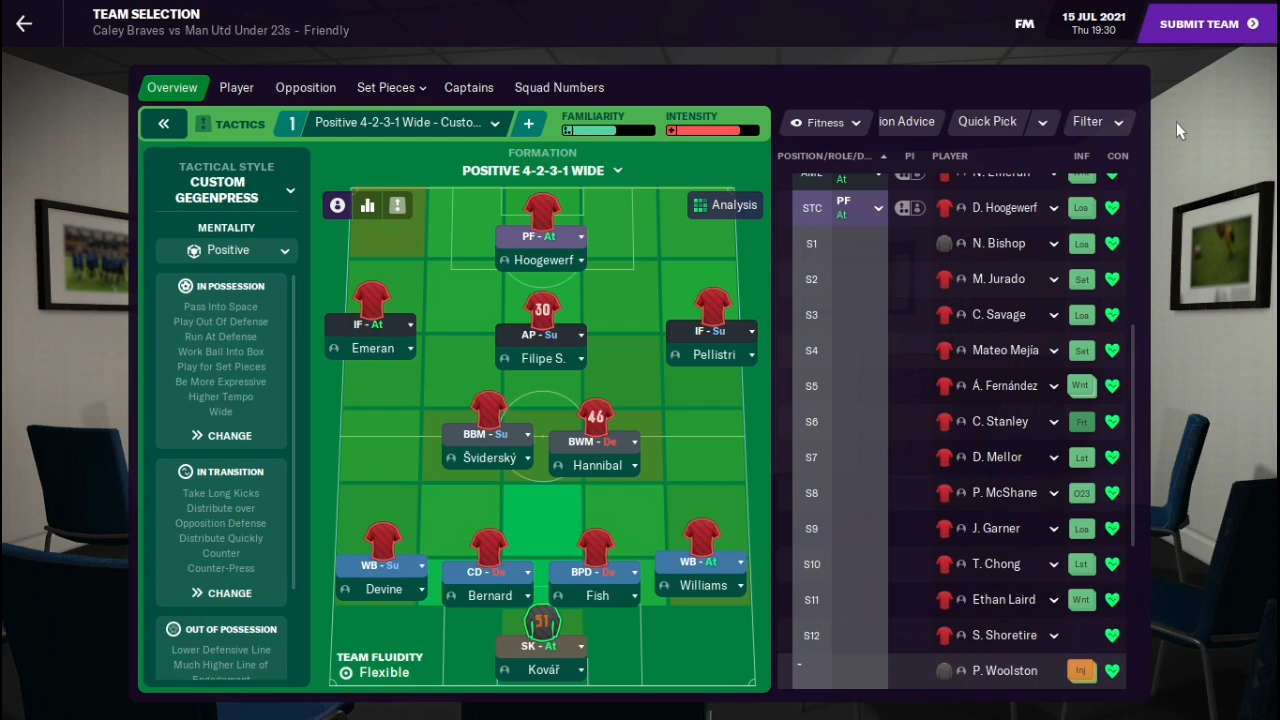 TEAM SELECTION
Caley Braves vs Man Utd Under 23s - Friendly
FM
15 JUL 2021
Thu 19:30
SUBMIT TEAM
Overview
Player
Opposition
Set Pieces
Captains
Squad Numbers
TACTICS
1
Positive 4-2-3-1 Wide - Custo...
+
FAMILIARITY
INTENSITY
Fitness
ion Advice
Quick Pick
Filter
TACTICAL STYLE
CUSTOM
GEGENPRESS
MENTALITY
Positive
IN POSSESSION
Pass Into Space
Play Out Of Defense
Run At Defense
Work Ball Into Box
Play for Set Pieces
Be More Expressive
Higher Tempo
Wide
CHANGE
IN TRANSITION
Take Long Kicks
Distribute over
Opposition Defense
Distribute Quickly
Counter
Counter-Press
CHANGE
OUT OF POSSESSION
Lower Defensive Line
Much Higher Line of
Engagement
FORMATION
POSITIVE 4-2-3-1 WIDE
Analysis
PF - At
Hoogewerf
IF - At
Emeran
30
AP - Su
Filipe S.
IF - Su
Pellistri
BBM - Su
Šviderský
46
BWM - De
Hannibal
WB - Su
Devine
CD - De
Bernard
BPD - De
Fish
WB - At
Williams
51
SK - At
Kovář
TEAM FLUIDITY
Flexible
POSITION/ROLE/D... PI PLAYER INF CON
AML At N. Emeran Wnt
STC PF At D. Hoogewerf Loa
S1 N. Bishop Loa
S2 M. Jurado Set
S3 C. Savage Loa
S4 Mateo Mejía Set
S5 Á. Fernández Wnt
S6 C. Stanley Frt
S7 D. Mellor Lst
S8 P. McShane O23
S9 J. Garner Loa
S10 T. Chong Lst
S11 Ethan Laird Wnt
S12 S. Shoretire
- P. Woolston Inj